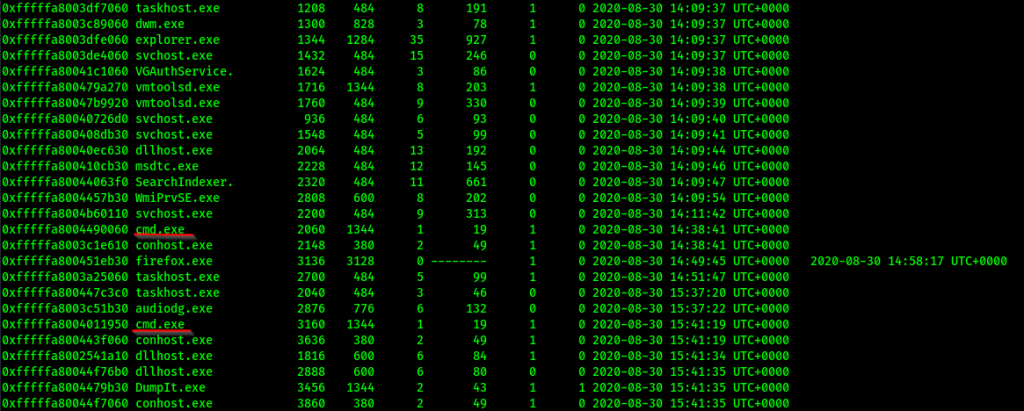 0xfffffa8003df7060 taskhost.exe 1208 484 8 191 1 0 2020-08-30 14:09:37 UTC+0000
0xfffffa8003c89060 dwm.exe 1300 828 3 78 1 0 2020-08-30 14:09:37 UTC+0000
0xfffffa8003dfe060 explorer.exe 1344 1284 35 927 1 0 2020-08-30 14:09:37 UTC+0000
0xfffffa8003de4060 svchost.exe 1432 484 15 246 0 0 2020-08-30 14:09:37 UTC+0000
0xfffffa80041c1060 VGAuthService. 1624 484 3 86 0 0 2020-08-30 14:09:38 UTC+0000
0xfffffa800479a270 vmtoolsd.exe 1716 1344 8 203 1 0 2020-08-30 14:09:38 UTC+0000
0xfffffa80047b9920 vmtoolsd.exe 1760 484 9 330 0 0 2020-08-30 14:09:39 UTC+0000
0xfffffa80040726d0 svchost.exe 936 484 6 93 0 0 2020-08-30 14:09:40 UTC+0000
0xfffffa800408db30 svchost.exe 1548 484 5 99 0 0 2020-08-30 14:09:41 UTC+0000
0xfffffa80040ec630 dllhost.exe 2064 484 13 192 0 0 2020-08-30 14:09:44 UTC+0000
0xfffffa800410cb30 msdtc.exe 2228 484 12 145 0 0 2020-08-30 14:09:46 UTC+0000
0xfffffa80044063f0 SearchIndexer. 2320 484 11 661 0 0 2020-08-30 14:09:47 UTC+0000
0xfffffa8004457b30 WmiPrvSE.exe 2808 600 8 202 0 0 2020-08-30 14:09:54 UTC+0000
0xfffffa8004b60110 svchost.exe 2200 484 9 313 0 0 2020-08-30 14:11:42 UTC+0000
0xfffffa8004490060 cmd.exe 2060 1344 1 19 1 0 2020-08-30 14:38:41 UTC+0000
0xfffffa8003c1e610 conhost.exe 2148 380 2 49 1 0 2020-08-30 14:38:41 UTC+0000
0xfffffa800451eb30 firefox.exe 3136 3128 0 -------- 1 0 2020-08-30 14:49:45 UTC+0000 2020-08-30 14:58:17 UTC+0000
0xfffffa8003a25060 taskhost.exe 2700 484 5 99 1 0 2020-08-30 14:51:47 UTC+0000
0xfffffa800447c3c0 taskhost.exe 2040 484 3 46 0 0 2020-08-30 15:37:20 UTC+0000
0xfffffa8003c51b30 audiodg.exe 2876 776 6 132 0 0 2020-08-30 15:37:22 UTC+0000
0xfffffa8004011950 cmd.exe 3160 1344 1 19 1 0 2020-08-30 15:41:19 UTC+0000
0xfffffa800443f060 conhost.exe 3636 380 2 49 1 0 2020-08-30 15:41:19 UTC+0000
0xfffffa8002541a10 dllhost.exe 1816 600 6 84 1 0 2020-08-30 15:41:34 UTC+0000
0xfffffa80044f76b0 dllhost.exe 2888 600 6 80 0 0 2020-08-30 15:41:35 UTC+0000
0xfffffa8004479b30 DumpIt.exe 3456 1344 2 43 1 1 2020-08-30 15:41:35 UTC+0000
0xfffffa80044f7060 conhost.exe 3860 380 2 49 1 0 2020-08-30 15:41:35 UTC+0000